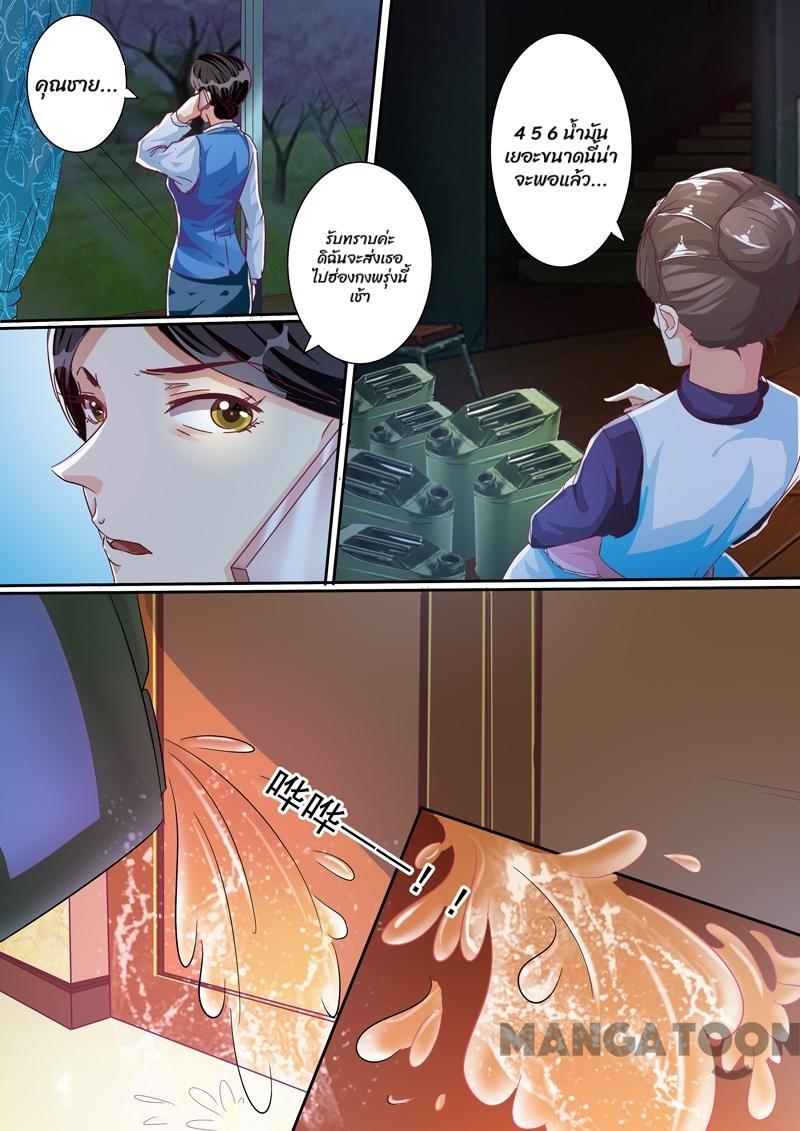 คุณชาย...
รับทราบค่ะ
ดิฉันจะส่งเธอ
ไปฮ่องกงพรุ่งนี้
เช้า
4 5 6 น้ำมัน
เยอะขนาดนี้น่า
จะพอแล้ว...
哗哗——！！
MANGATOON